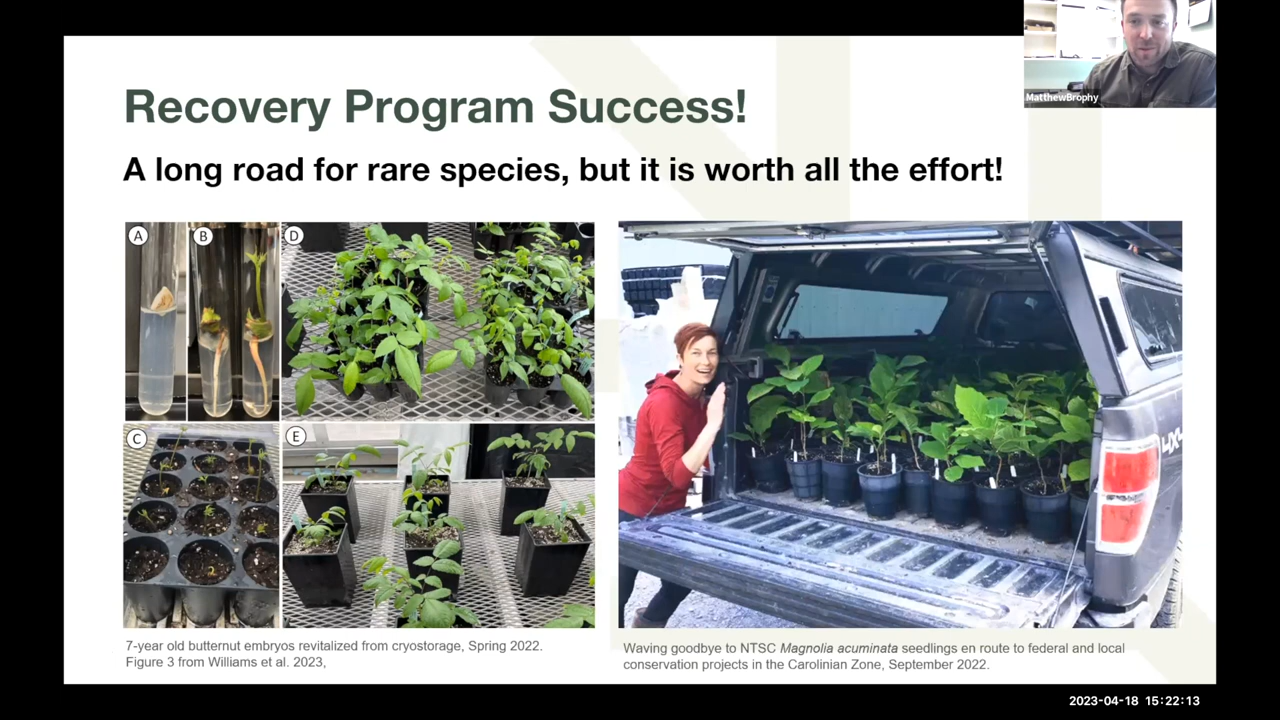 MatthewBrophy
Recovery Program Success!
A long road for rare species, but it is worth all the effort!
A
B
D
C
E
4X4
7-year old butternut embryos revitalized from cryostorage, Spring 2022.
Figure 3 from Williams et al. 2023,
Waving goodbye to NTSC Magnolia acuminata seedlings en route to federal and local
conservation projects in the Carolinian Zone, September 2022.
2023-04-18 15:22:13